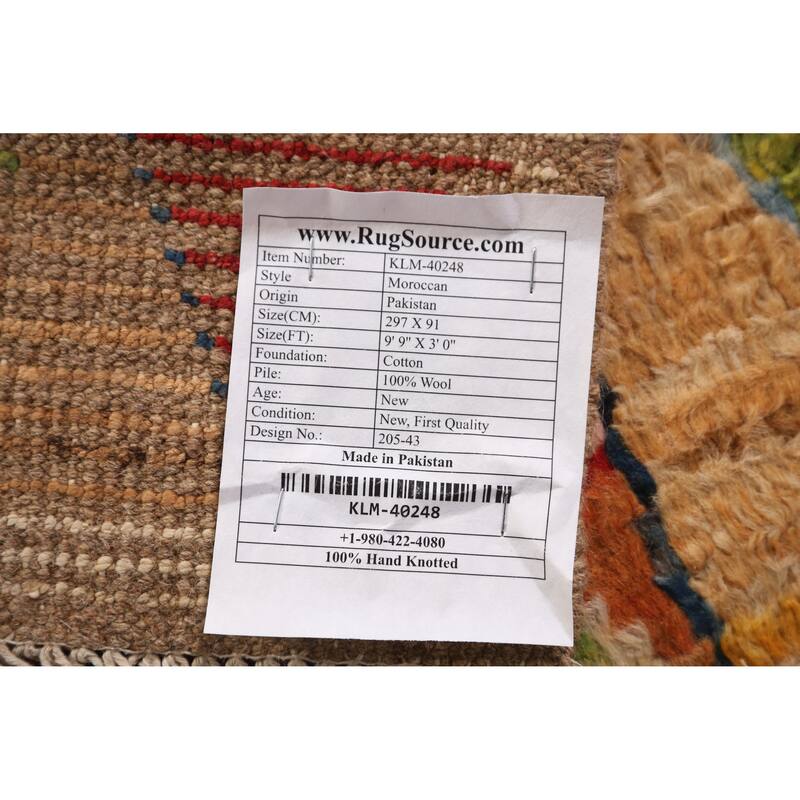 www.RugSource.com
Item Number: KLM-40248
Style Moroccan
Origin Pakistan
Size(CM): 297 X 91
Size(FT): 9' 9" X 3' 0"
Foundation: Cotton
Pile: 100% Wool
Age: New
Condition: New, First Quality
Design No.: 205-43
Made in Pakistan
KLM-40248
+1-980-422-4080
100% Hand Knotted